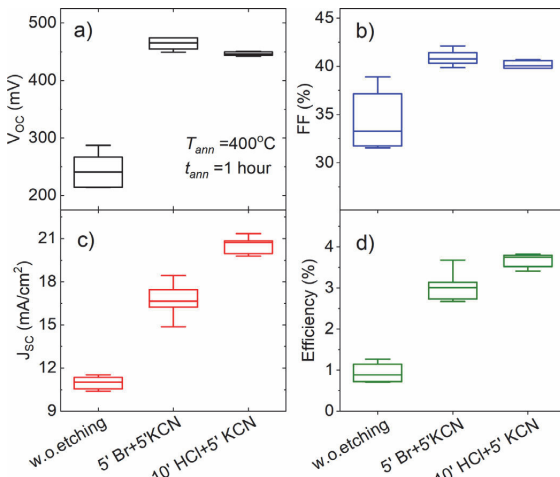 a)
V_OC (mV)
500
450
300
250
200
T_ann =400°C
t_ann =1 hour
b)
FF (%)
45
40
35
30
c)
J_SC (mA/cm²)
21
18
15
12
9
w.o.etching
5' Br+5'KCN
10' HCl+5' KCN
d)
Efficiency (%)
4
3
2
1
0
w.o.etching
5' Br+5'KCN
10' HCl+5' KCN